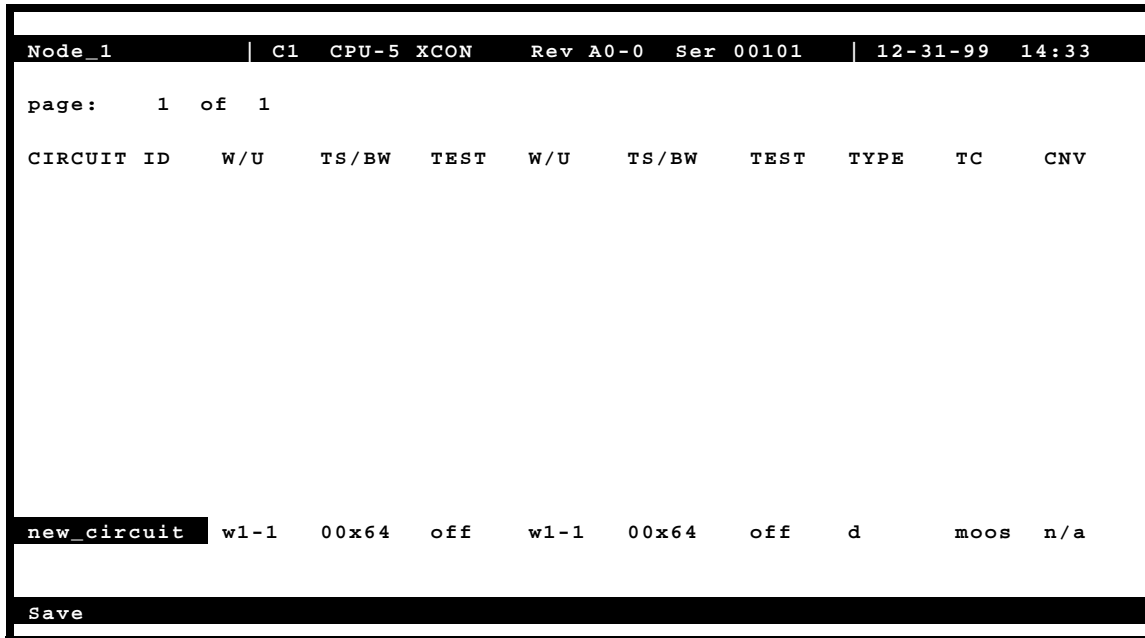 Node_1 | C1 CPU-5 XCON Rev A0-0 Ser 00101 | 12-31-99 14:33
page: 1 of 1
CIRCUIT ID W/U TS/BW TEST W/U TS/BW TEST TYPE TC CNV
new_circuit w1-1 00x64 off w1-1 00x64 off d moos n/a
Save